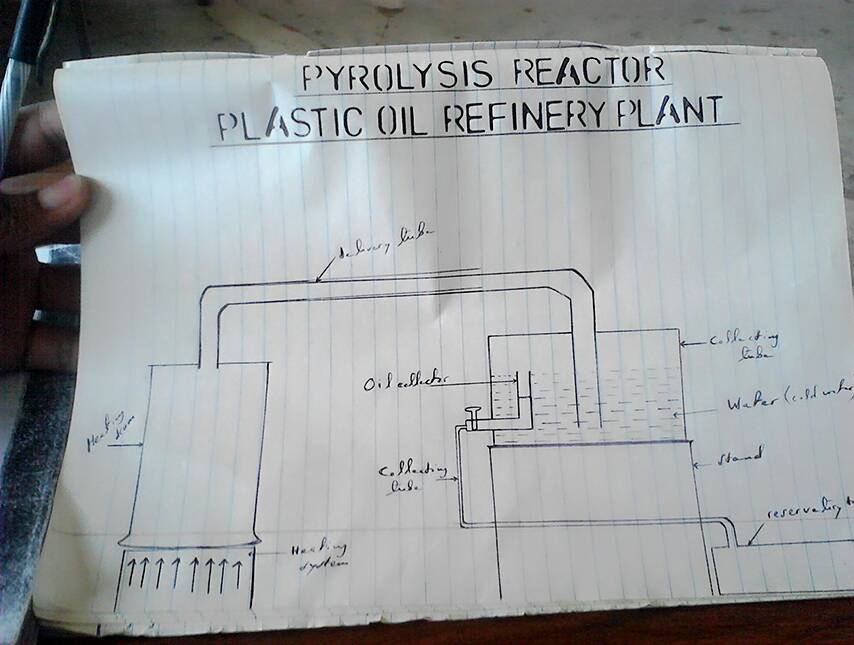 PYROLYSIS REACTOR
PLASTIC OIL REFINERY PLANT
delivery tube
Collecting
tube
Oil collector
Water (cold water
Heating
drum
stand
Collecting
tube
Heating
system